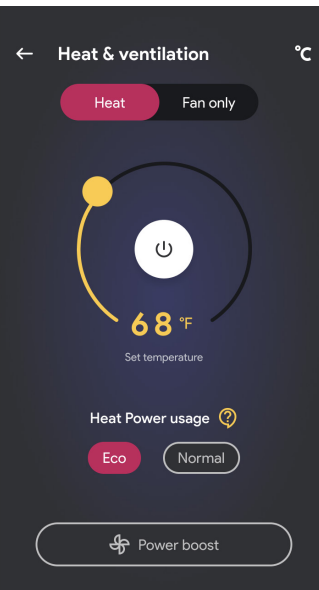 Heat & ventilation
°C
Heat
Fan only
68 °F
Set temperature
Heat Power usage
Eco
Normal
Power boost